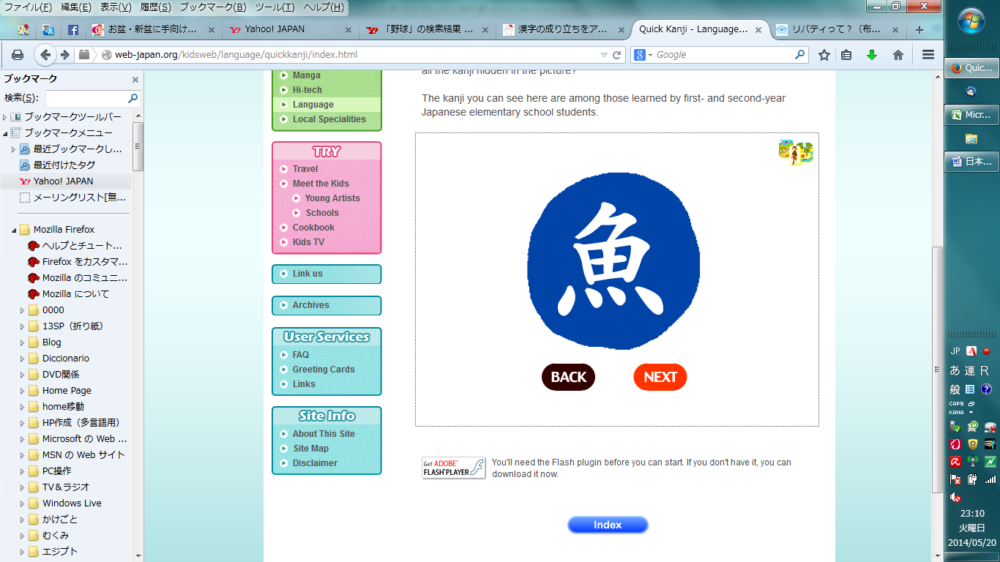 ファイル(F) 編集(E) 表示(V) 履歴(S) ブックマーク(B) ツール(T) ヘルプ(H)
お盆・新盆に手向け… × Yahoo! JAPAN × 「野球」の検索結果 … × 漢字の成り立ちをア… × Quick Kanji - Language... × リバティって？（布… × +
web-japan.org/kidsweb/language/quickkanji/index.html
Google
ブックマーク
検索(S):
ブックマークツールバー
ブックマークメニュー
最近ブックマークし...
最近付けたタグ
Yahoo! JAPAN
メーリングリスト[無...
Mozilla Firefox
ヘルプとチュート...
Firefox をカスタマ...
Mozilla のコミュニ...
Mozilla について
0000
13SP（折り紙）
Blog
Diccionario
DVD関係
Home Page
home移動
HP作成（多言語用）
Microsoft の Web ...
MSN の Web サイト
PC操作
TV＆ラジオ
Windows Live
かけごと
むくみ
エジプト
Manga
Hi-tech
Language
Local Specialities
TRY
Travel
Meet the Kids
Young Artists
Schools
Cookbook
Kids TV
Link us
Archives
User Services
FAQ
Greeting Cards
Links
Site Info
About This Site
Site Map
Disclaimer
all the kanji hidden in the picture?
The kanji you can see here are among those learned by first- and second-year
Japanese elementary school students.
魚
BACK NEXT
Get ADOBE FLASH PLAYER
You'll need the Flash plugin before you can start. If you don't have it, you can
download it now.
Index
Quic...
Micr...
日本...
JP A
あ 連 R
般
CAPS
KANA
23:10
火曜日
2014/05/20